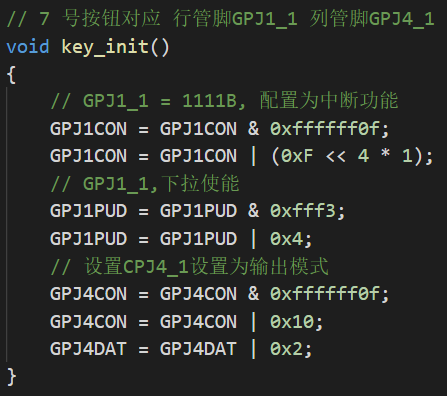 // 7 号按钮对应 行管脚GPJ1_1 列管脚GPJ4_1
void key_init()
{
// GPJ1_1 = 1111B, 配置为中断功能
GPJ1CON = GPJ1CON & 0xffffff0f;
GPJ1CON = GPJ1CON | (0xF << 4 * 1);
// GPJ1_1,下拉使能
GPJ1PUD = GPJ1PUD & 0xfff3;
GPJ1PUD = GPJ1PUD | 0x4;
// 设置CPJ4_1设置为输出模式
GPJ4CON = GPJ4CON & 0xffffff0f;
GPJ4CON = GPJ4CON | 0x10;
GPJ4DAT = GPJ4DAT | 0x2;
}